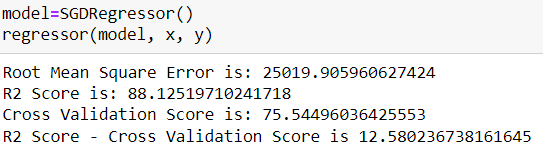 model=SGDRegressor()
regressor(model, x, y)
Root Mean Square Error is: 25019.905960627424
R2 Score is: 88.12519710241718
Cross Validation Score is: 75.54496036425553
R2 Score - Cross Validation Score is 12.580236738161645